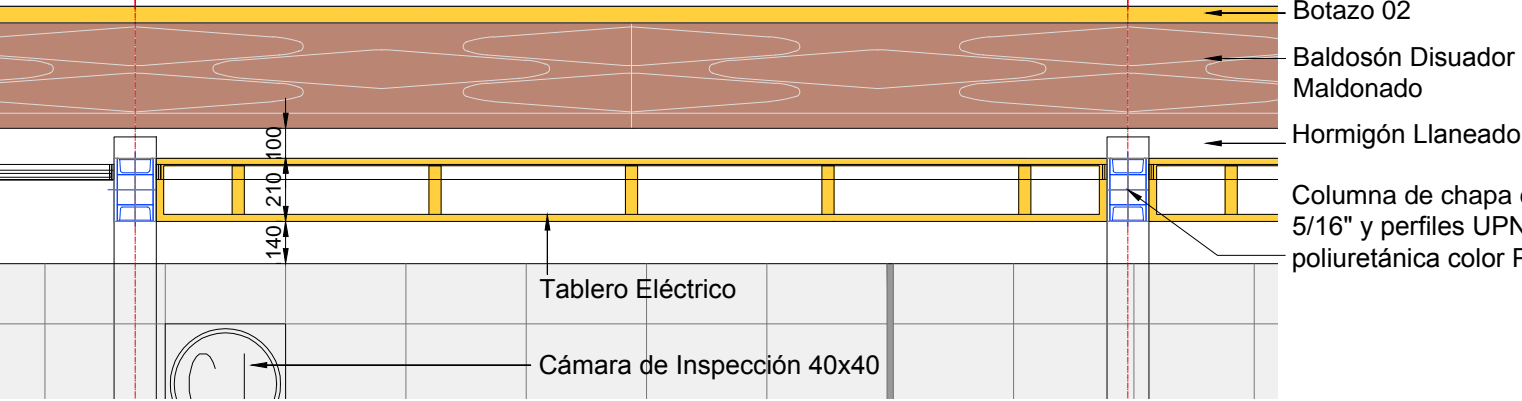 Botazo 02
Baldosón Disuador
Maldonado
Hormigón Llaneado
Columna de chapa
5/16" y perfiles UPN
poliuretánica color
100
210
140
Tablero Eléctrico
Cámara de Inspección 40x40